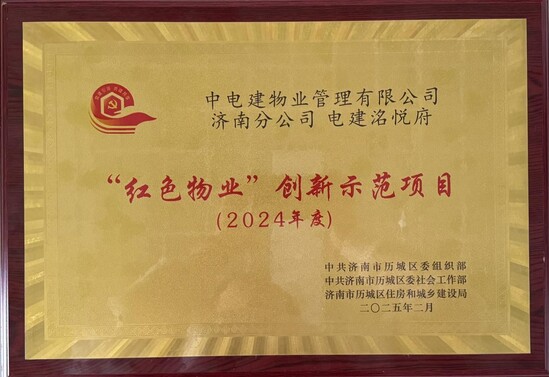 中电建物业管理有限公司
济南分公司 电建洺悦府
“红色物业”创新示范项目
(2024年度)
中共济南市历城区委组织部
中共济南市历城区委社会工作部
济南市历城区住房和城乡建设局
二〇二五年二月